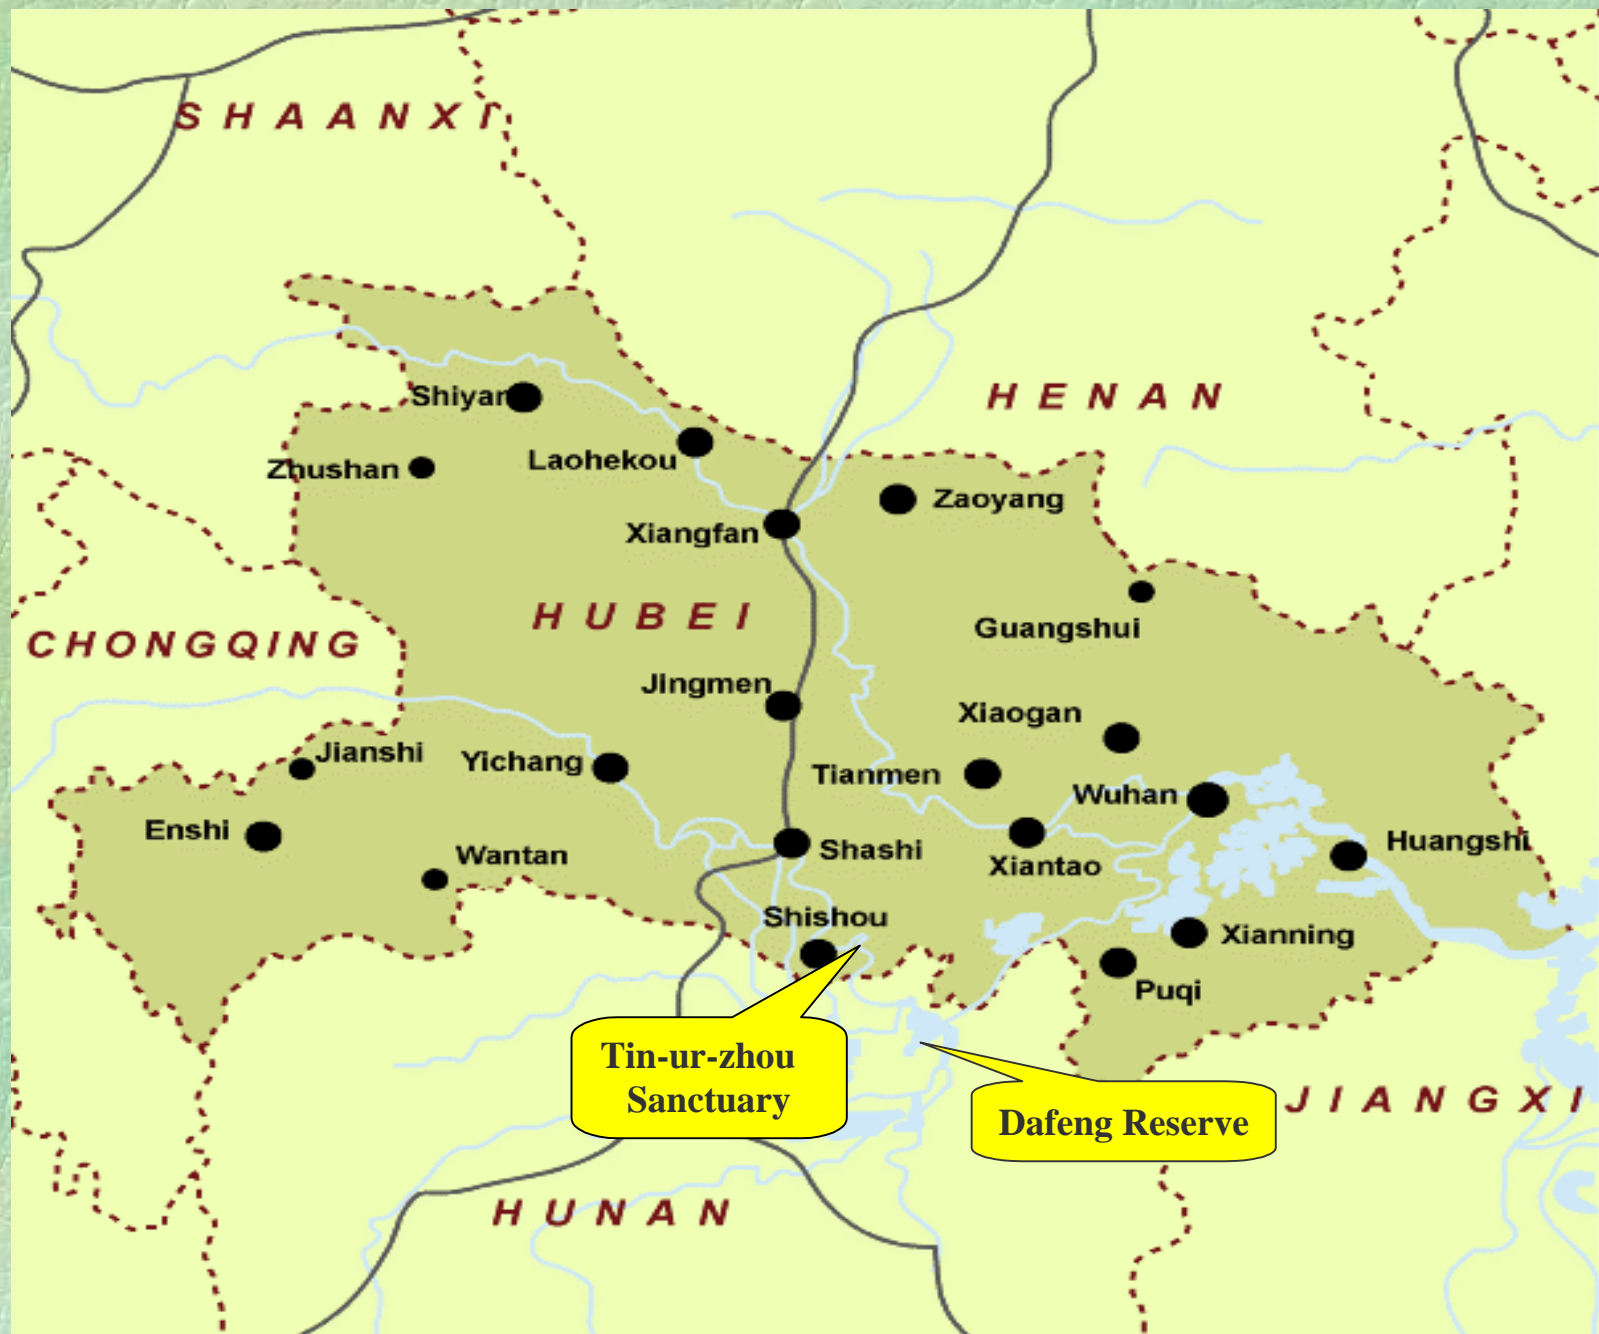 SHAANXI
HENAN
Shiyan
Laohekou
Zhushan
Zaoyang
Xiangfan
HUBEI
Guangshui
CHONGQING
Jingmen
Xiaogan
Jianshi
Yichang
Tianmen
Wuhan
Enshi
Huangshi
Wantan
Shashi
Xiantao
Shishou
Xianning
Puqi
Tin-ur-zhou
Sanctuary
Dafeng Reserve
JIANGXI
HUNAN